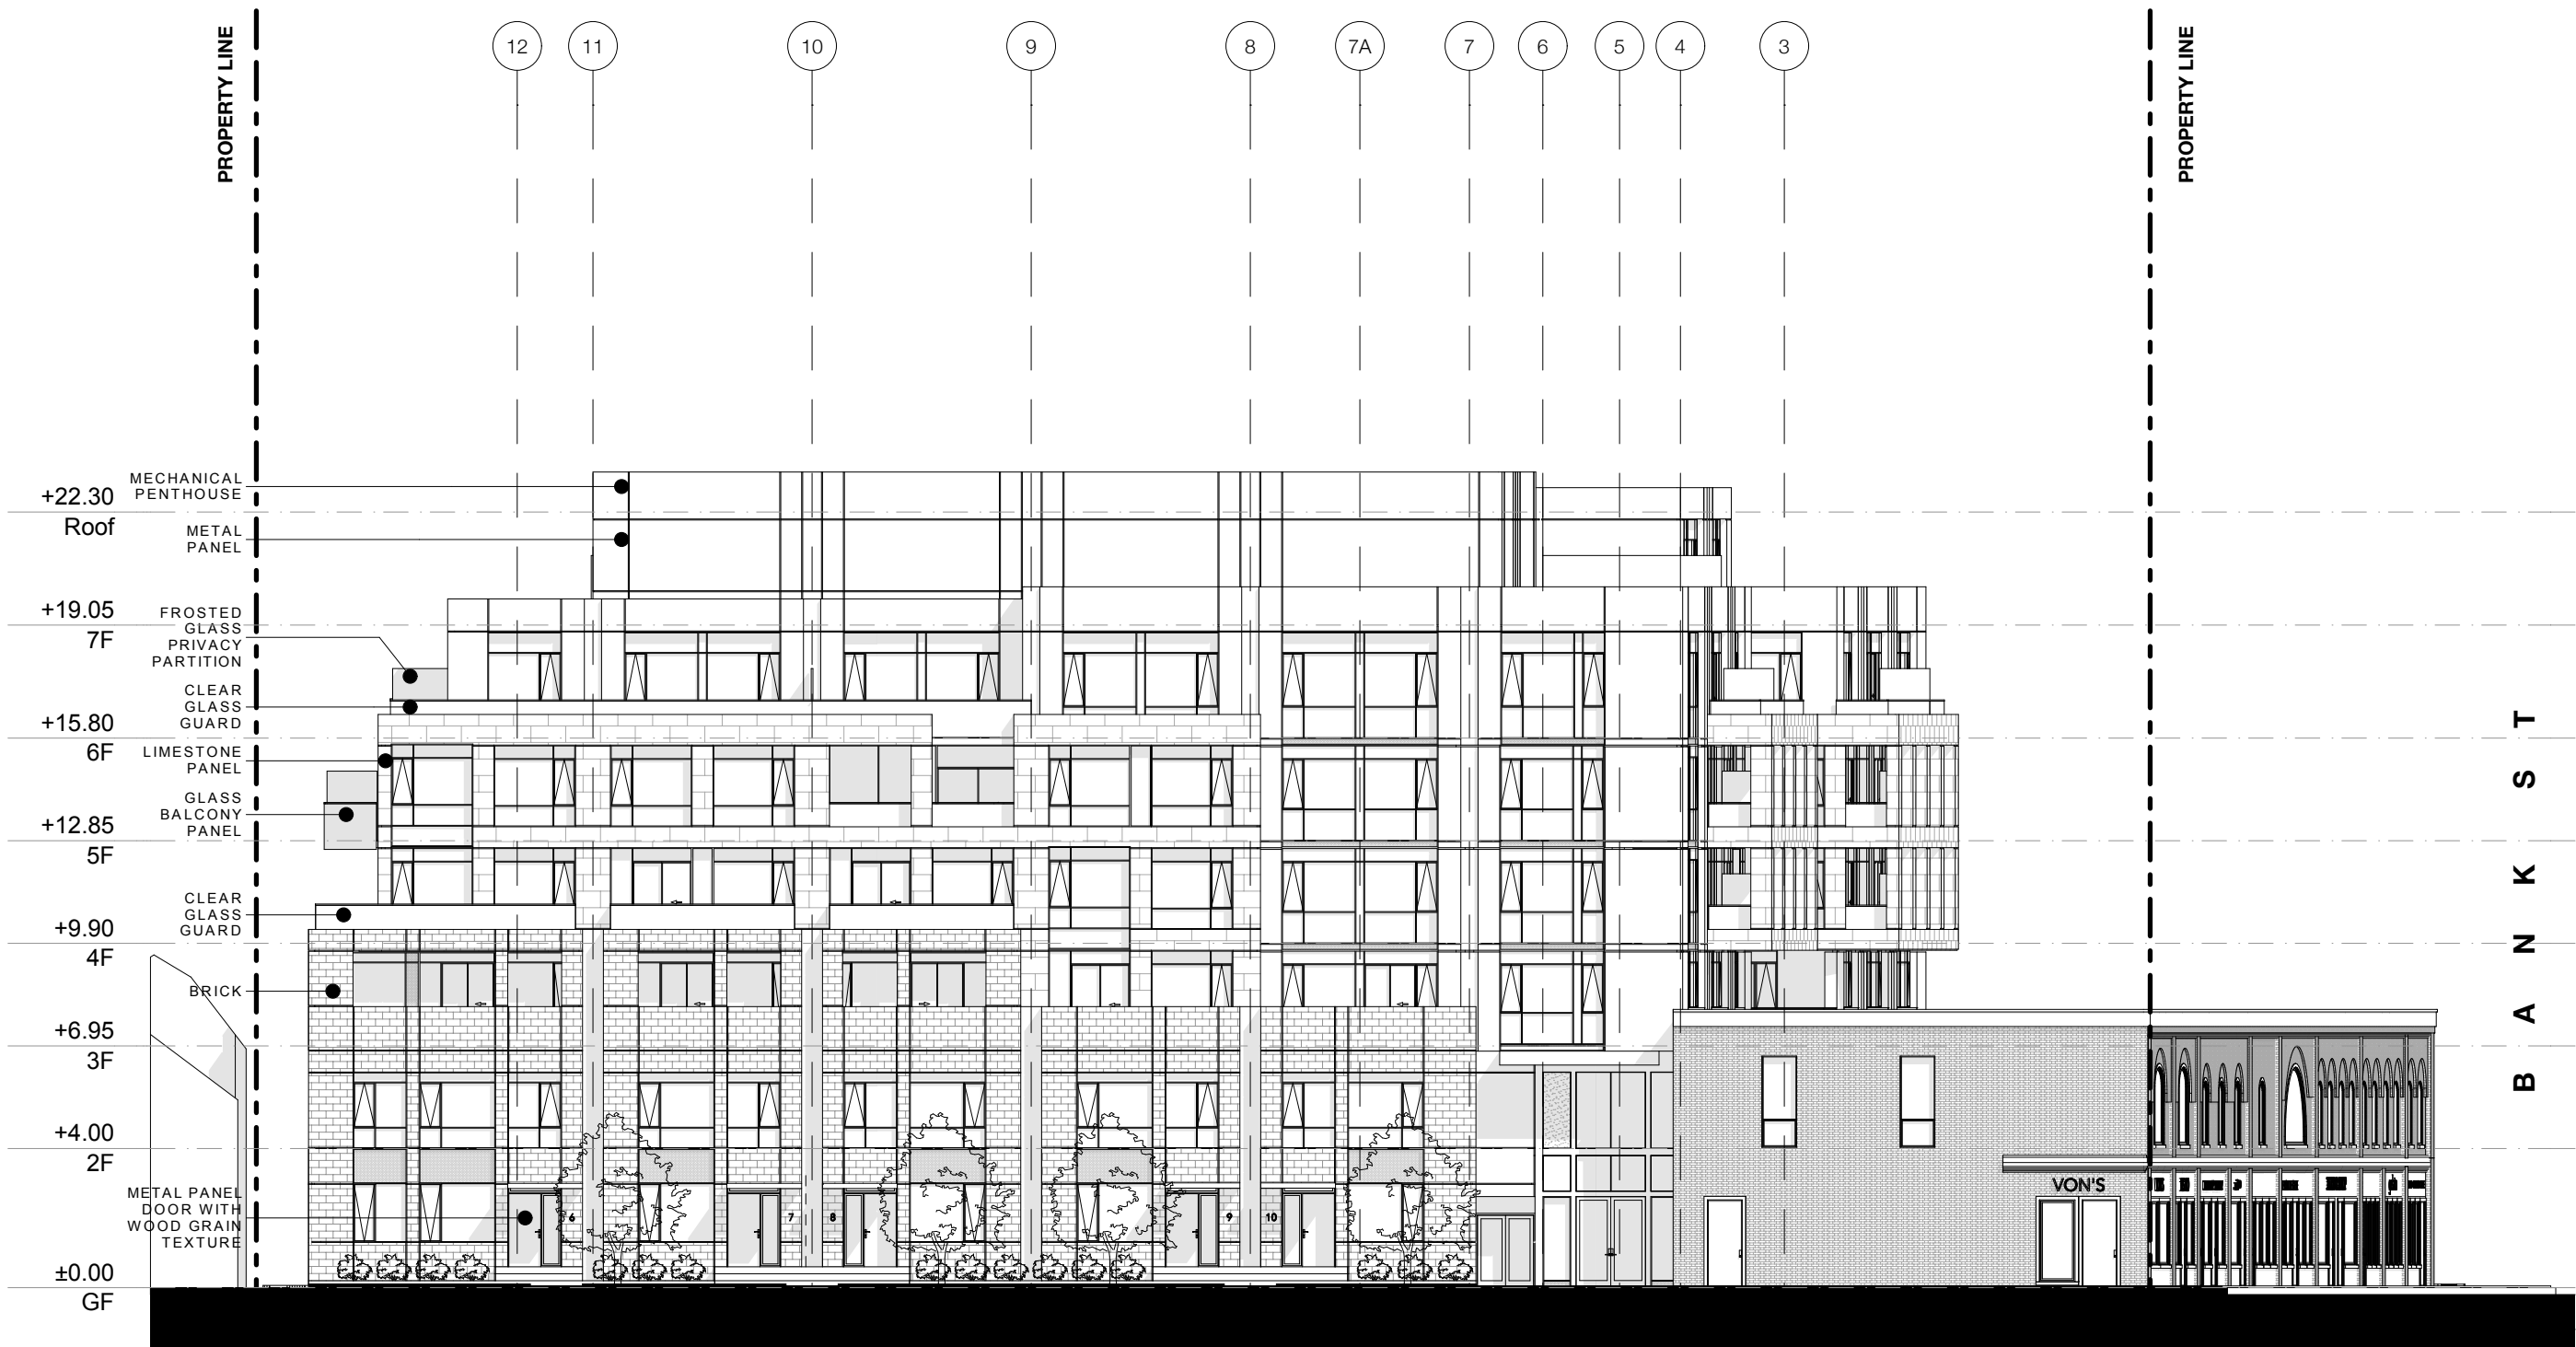 PROPERTY LINE
12
11
10
9
8
7A
7
6
5
4
3
PROPERTY LINE
+22.30
Roof
MECHANICAL
PENTHOUSE
METAL
PANEL
+19.05
7F
FROSTED
GLASS
PRIVACY
PARTITION
CLEAR
GLASS
GUARD
+15.80
6F
LIMESTONE
PANEL
GLASS
BALCONY
PANEL
+12.85
5F
CLEAR
GLASS
GUARD
+9.90
4F
BRICK
+6.95
3F
+4.00
2F
METAL PANEL
DOOR WITH
WOOD GRAIN
TEXTURE
±0.00
GF
6
7
8
9
10
VON'S
BANK ST